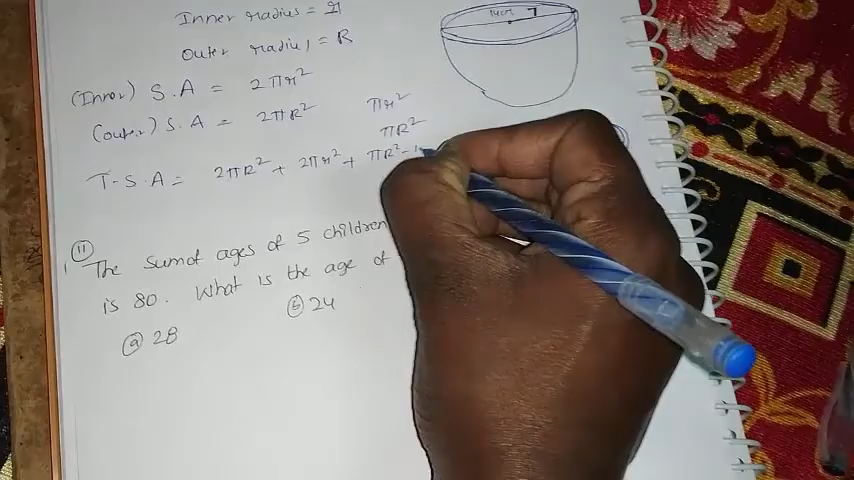 Inner radius = r
Outer radius = R
7
(Inner) S.A = 2πr²
πr²
(outer) S.A = 2πR²
πR²
T.S.A = 2πR² + 2πr² + πR² -
11
The Sum of ages of 5 children
is 80. What is the age of
a 28
b 24